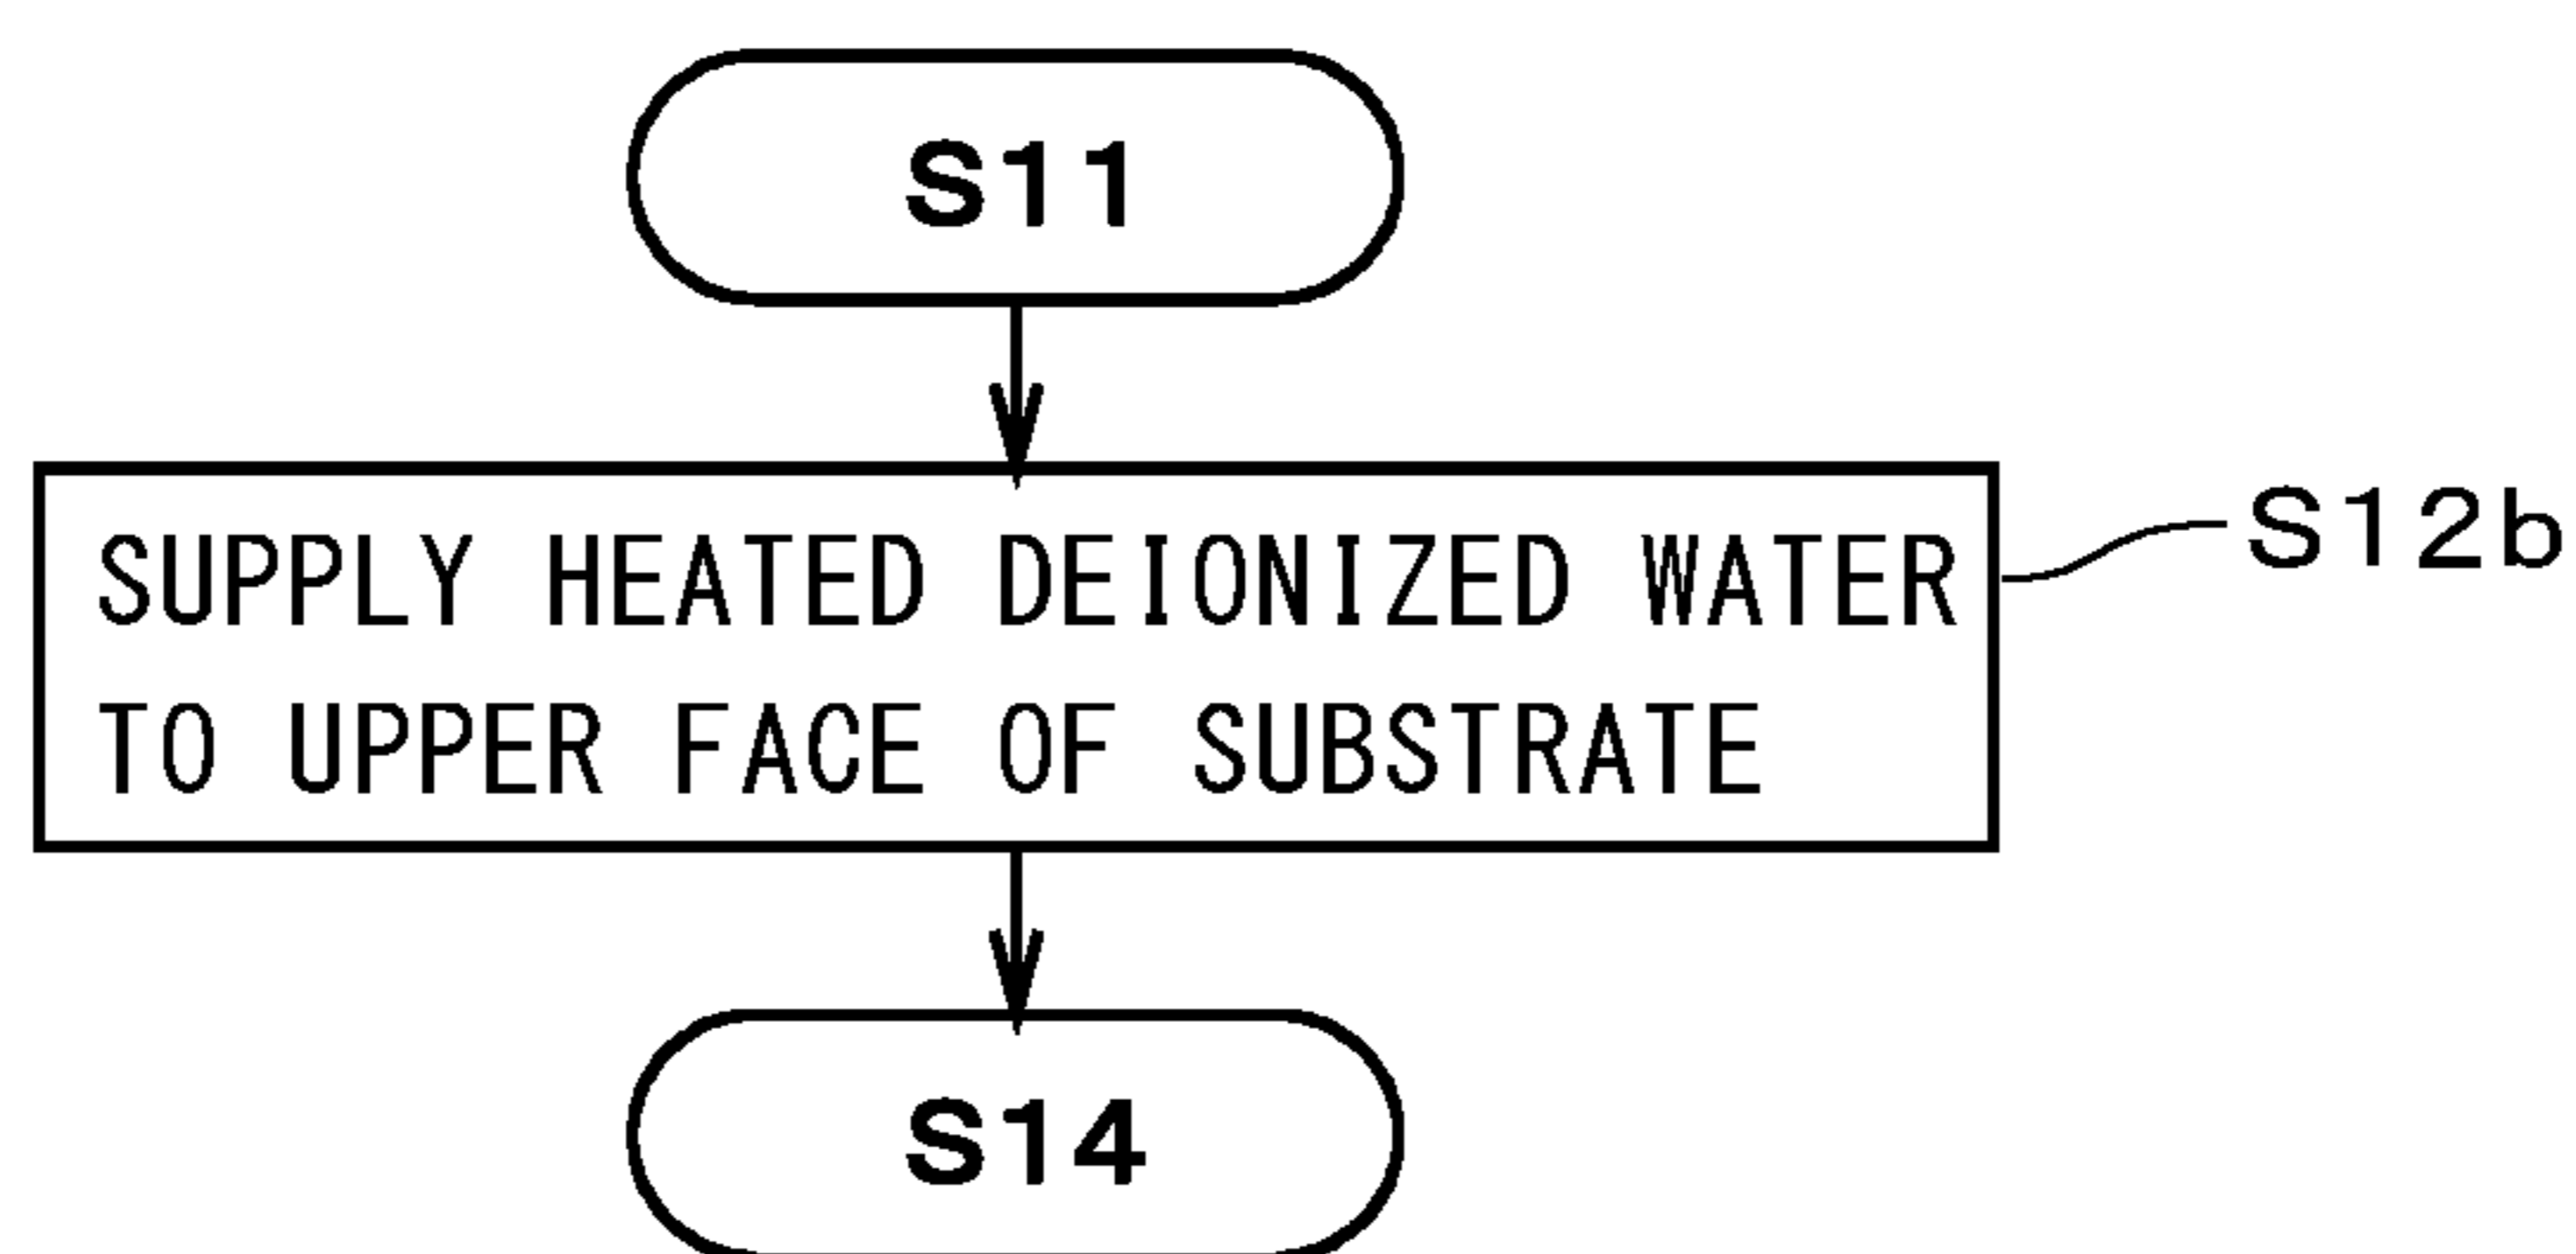 S11
SUPPLY HEATED DEIONIZED WATER
TO UPPER FACE OF SUBSTRATE
S12b
S14